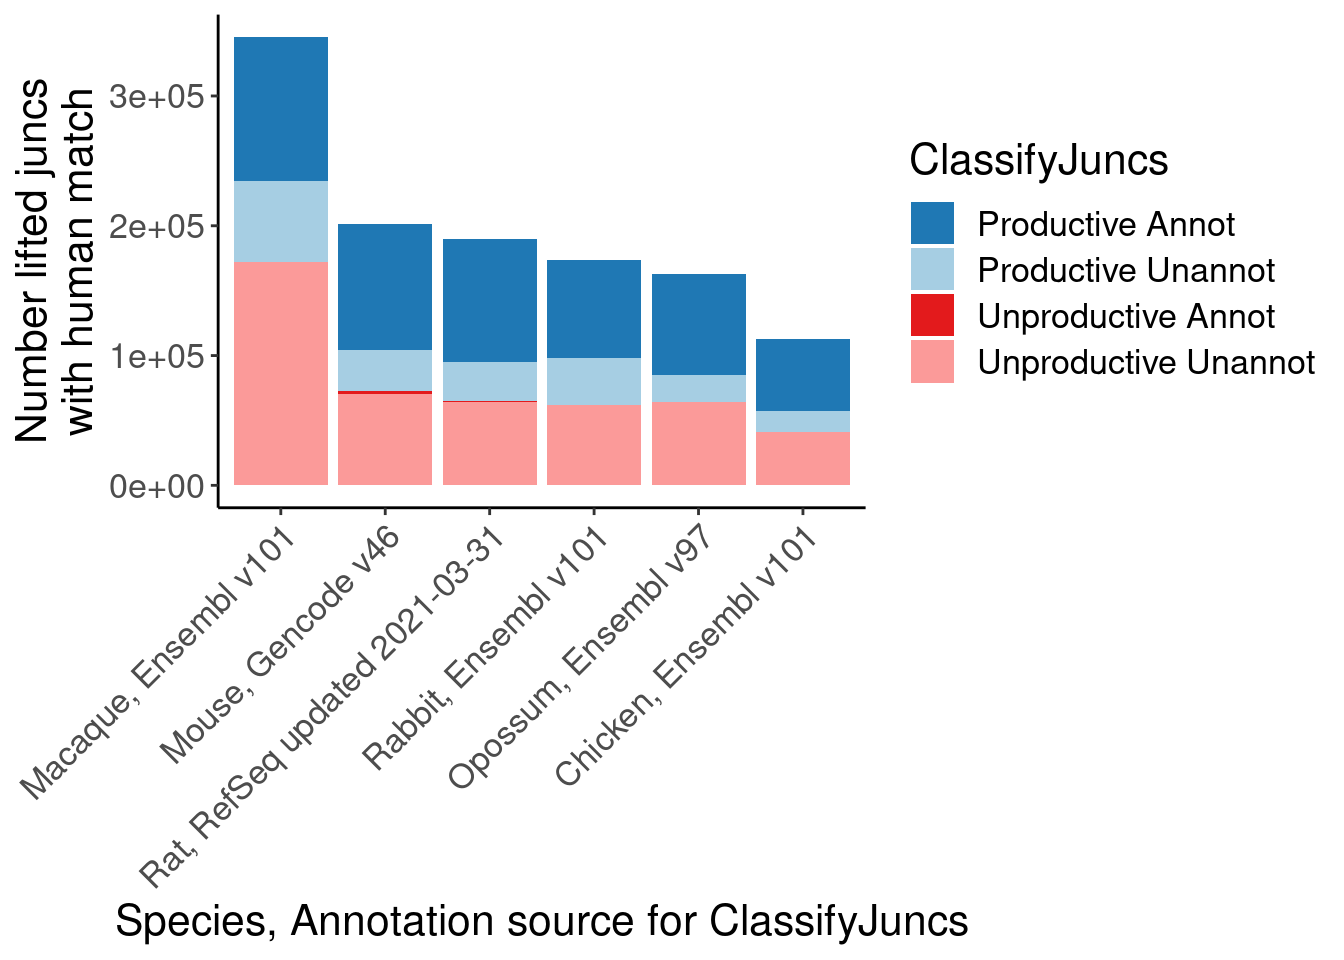 Number lifted juncs
with human match
3e+05
2e+05
1e+05
0e+00
Macaque, Ensembl v101
Mouse, Gencode v46
Rat, RefSeq updated 2021-03-31
Rabbit, Ensembl v101
Opossum, Ensembl v97
Chicken, Ensembl v101
Species, Annotation source for ClassifyJuncs
ClassifyJuncs
Productive Annot
Productive Unannot
Unproductive Annot
Unproductive Unannot